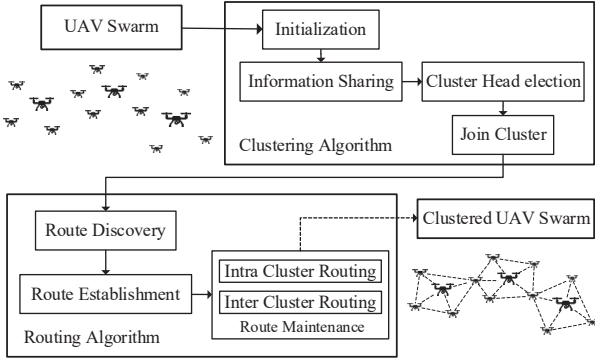 UAV Swarm
Initialization
Information Sharing
Cluster Head election
Join Cluster
Clustering Algorithm
Route Discovery
Route Establishment
Intra Cluster Routing
Inter Cluster Routing
Route Maintenance
Routing Algorithm
Clustered UAV Swarm